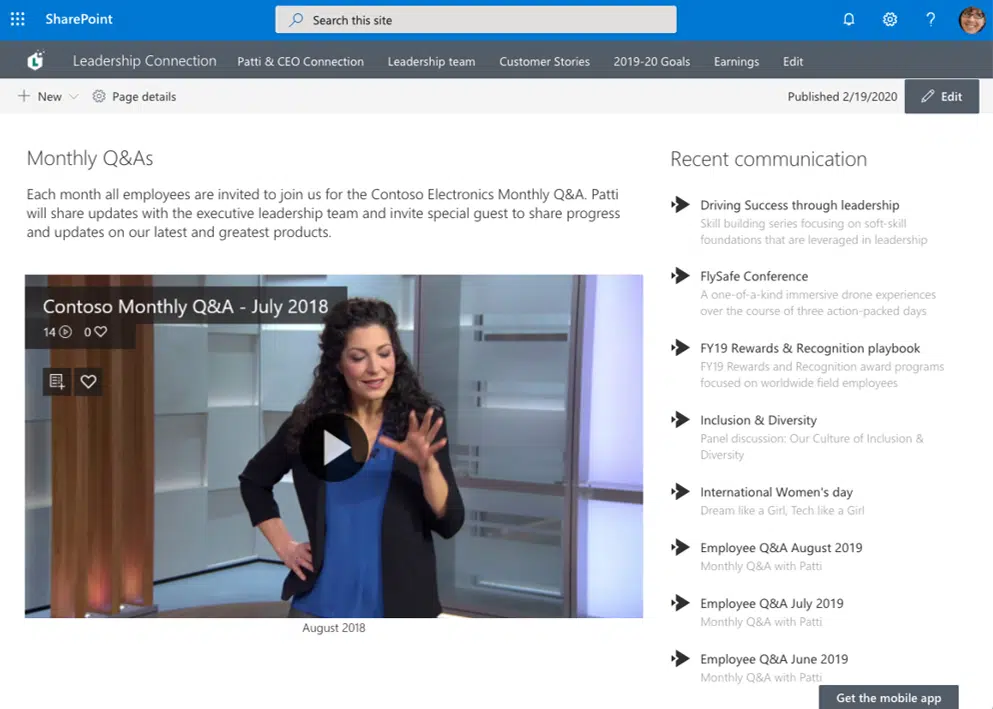 SharePoint
Search this site
Leadership Connection
Patti & CEO Connection
Leadership team
Customer Stories
2019-20 Goals
Earnings
Edit
New
Page details
Published 2/19/2020
Edit
Monthly Q&As
Each month all employees are invited to join us for the Contoso Electronics Monthly Q&A. Patti
will share updates with the executive leadership team and invite special guest to share progress
and updates on our latest and greatest products.
Contoso Monthly Q&A - July 2018
14 0
August 2018
Recent communication
Driving Success through leadership
Skill building series focusing on soft-skill
foundations that are leveraged in leadership
FlySafe Conference
A one-of-a-kind immersive drone experiences
over the course of three action-packed days
FY19 Rewards & Recognition playbook
FY19 Rewards and Recognition award programs
focused on worldwide field employees
Inclusion & Diversity
Panel discussion: Our Culture of Inclusion &
Diversity
International Women's day
Dream like a Girl, Tech like a Girl
Employee Q&A August 2019
Monthly Q&A with Patti
Employee Q&A July 2019
Monthly Q&A with Patti
Employee Q&A June 2019
Monthly Q&A with Patti
Get the mobile app